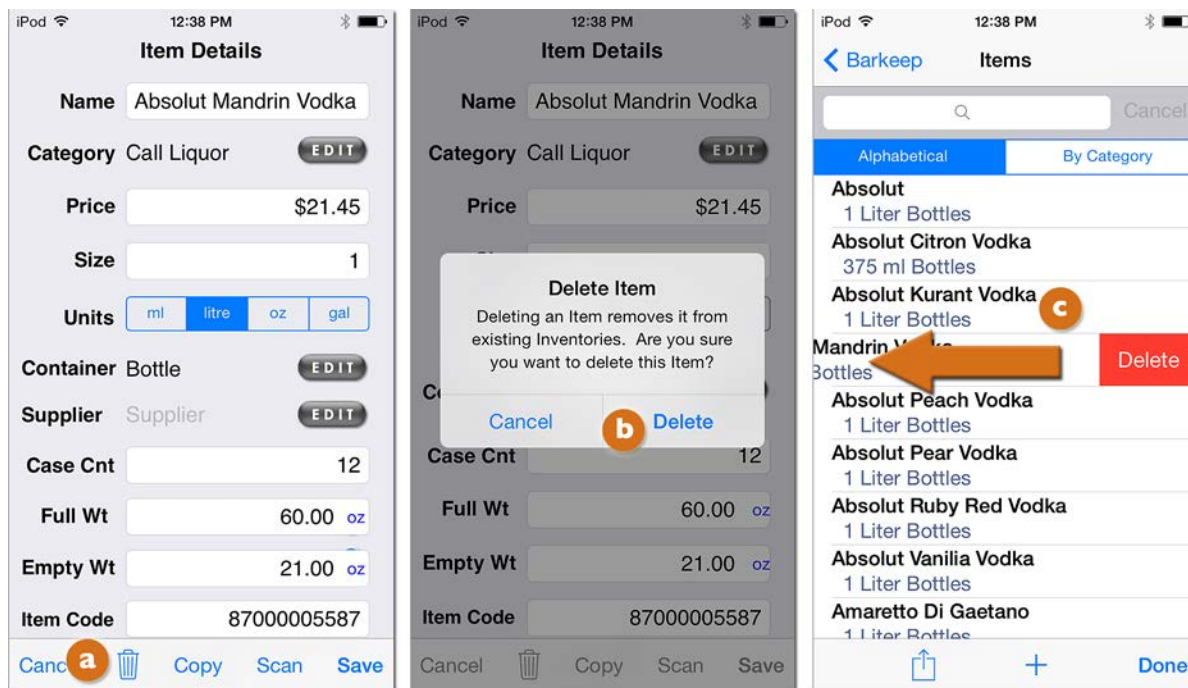 iPod 12:38 PM
Item Details
Name Absolut Mandrin Vodka
Category Call Liquor EDIT
Price $21.45
Size 1
Units ml litre oz gal
Container Bottle EDIT
Supplier Supplier EDIT
Case Cnt 12
Full Wt 60.00 oz
Empty Wt 21.00 oz
Item Code 87000005587
Canc a Copy Scan Save
iPod 12:38 PM
Item Details
Name Absolut Mandrin Vodka
Category Call Liquor EDIT
Price $21.45
Delete Item
Deleting an Item removes it from
existing Inventories. Are you sure
you want to delete this Item?
Cancel b Delete
Case Cnt 12
Full Wt 60.00 oz
Empty Wt 21.00 oz
Item Code 87000005587
Cancel Copy Scan Save
iPod 12:38 PM
Barkeep Items
Cancel
Alphabetical By Category
Absolut
1 Liter Bottles
Absolut Citron Vodka
375 ml Bottles
Absolut Kurant Vodka c
1 Liter Bottles
Mandrin Delete
Bottles
Absolut Peach Vodka
1 Liter Bottles
Absolut Pear Vodka
1 Liter Bottles
Absolut Ruby Red Vodka
1 Liter Bottles
Absolut Vanilia Vodka
1 Liter Bottles
Amaretto Di Gaetano
1 Liter Bottles
+ Done